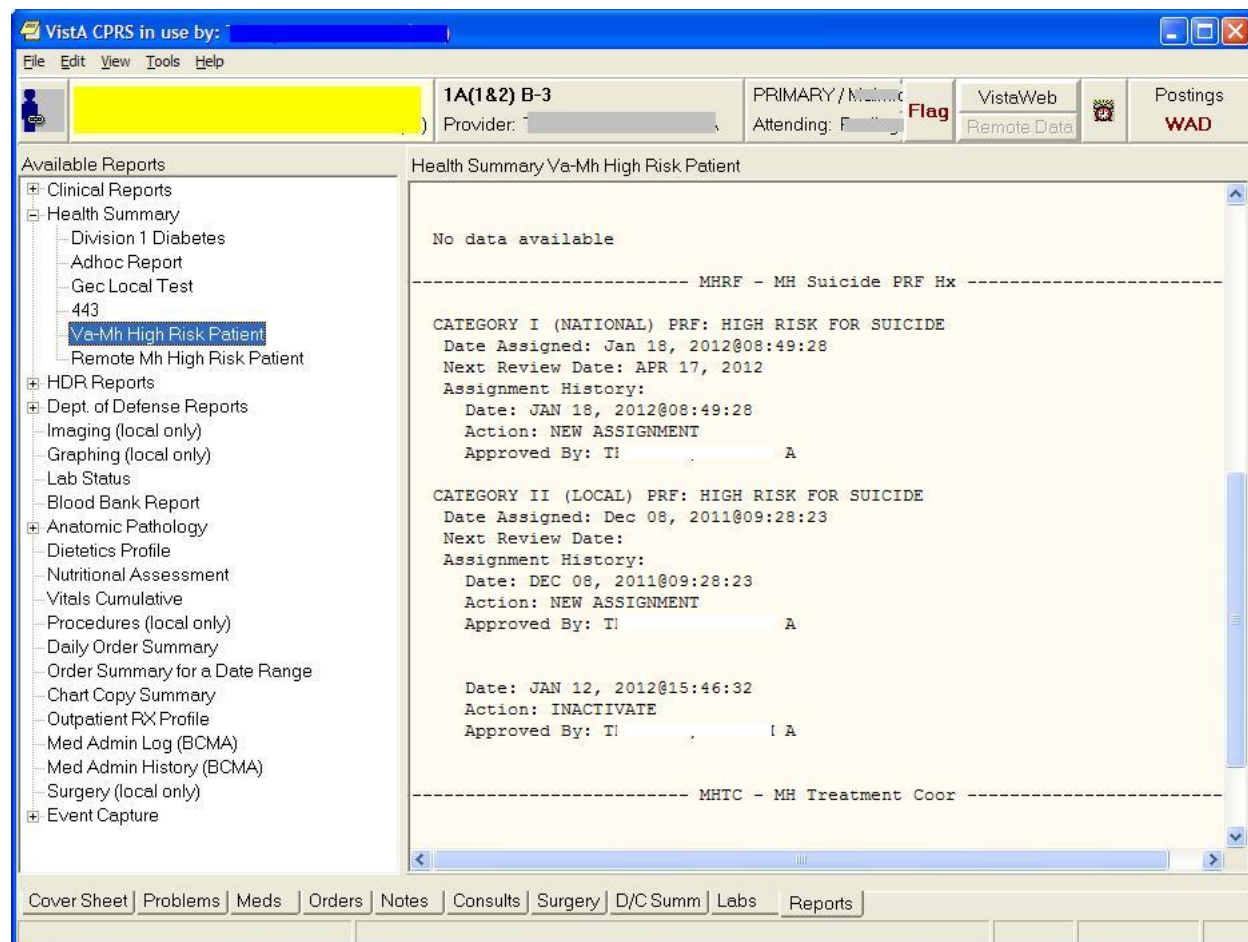 VistA CPRS in use by:
File Edit View Tools Help
1A(1&2) B-3
Provider:
PRIMARY /
Attending:
Flag
VistaWeb
Remote Data
Postings
WAD
Available Reports
Clinical Reports
Health Summary
Division 1 Diabetes
Adhoc Report
Gec Local Test
443
Va-Mh High Risk Patient
Remote Mh High Risk Patient
HDR Reports
Dept. of Defense Reports
Imaging (local only)
Graphing (local only)
Lab Status
Blood Bank Report
Anatomic Pathology
Dietetics Profile
Nutritional Assessment
Vitals Cumulative
Procedures (local only)
Daily Order Summary
Order Summary for a Date Range
Chart Copy Summary
Outpatient RX Profile
Med Admin Log (BCMA)
Med Admin History (BCMA)
Surgery (local only)
Event Capture
Health Summary Va-Mh High Risk Patient
No data available
------------------------- MHRF - MH Suicide PRF Hx ------------------------
CATEGORY I (NATIONAL) PRF: HIGH RISK FOR SUICIDE
Date Assigned: Jan 18, 2012@08:49:28
Next Review Date: APR 17, 2012
Assignment History:
Date: JAN 18, 2012@08:49:28
Action: NEW ASSIGNMENT
Approved By: A
CATEGORY II (LOCAL) PRF: HIGH RISK FOR SUICIDE
Date Assigned: Dec 08, 2011@09:28:23
Next Review Date:
Assignment History:
Date: DEC 08, 2011@09:28:23
Action: NEW ASSIGNMENT
Approved By: A
Date: JAN 12, 2012@15:46:32
Action: INACTIVATE
Approved By: A
------------------------- MHTC - MH Treatment Coor ------------------------
Cover Sheet Problems Meds Orders Notes Consults Surgery D/C Summ Labs Reports